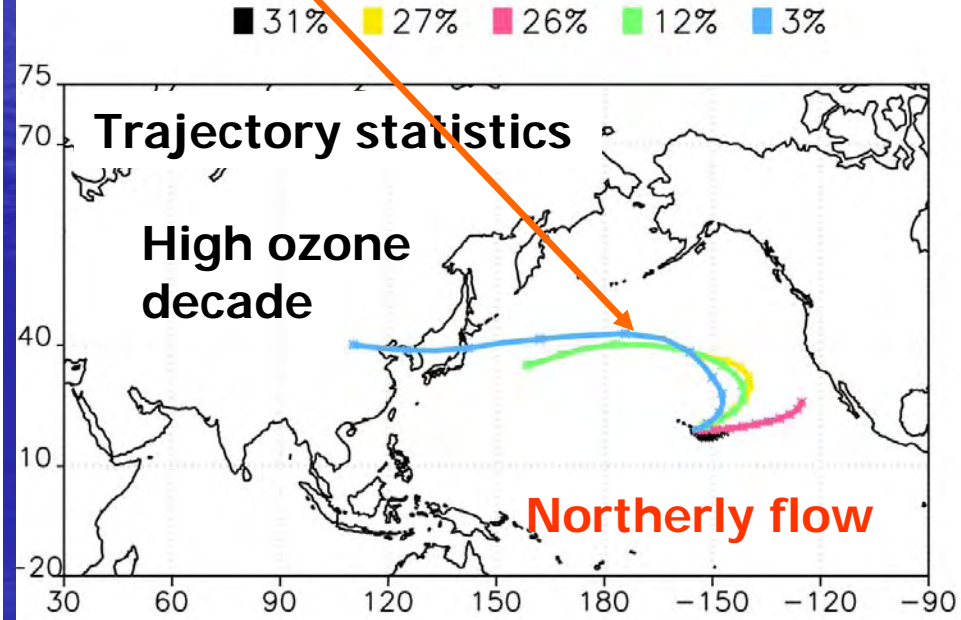 31% 27% 26% 12% 3%
75
70
Trajectory statistics
High ozone
decade
40
10
Northerly flow
-20
30 60 90 120 150 180 -150 -120 -90